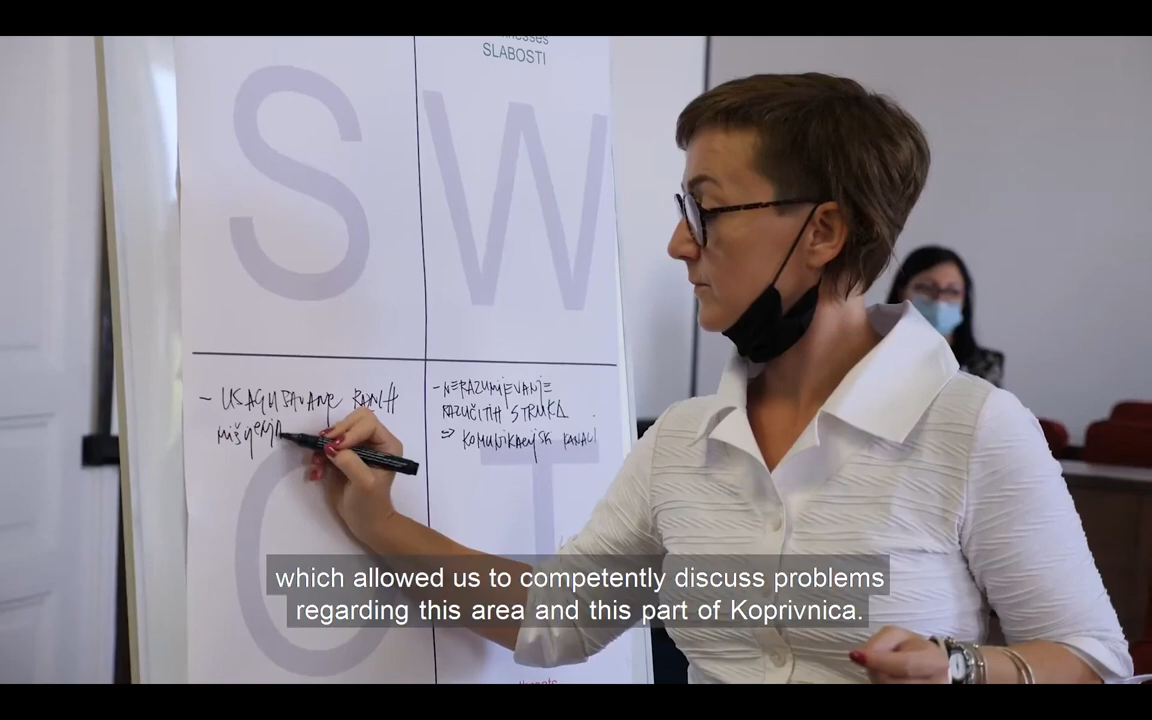 SLABOSTI
S W
- USAGLAŠAVANJE RAZNIH
MIŠLJENJA
- NERAZUMIJEVANJE
RAZLIČITIH STRUKA
=> KOMUNIKACIJSKI KANALI
O T
threats
which allowed us to competently discuss problems
regarding this area and this part of Koprivnica.